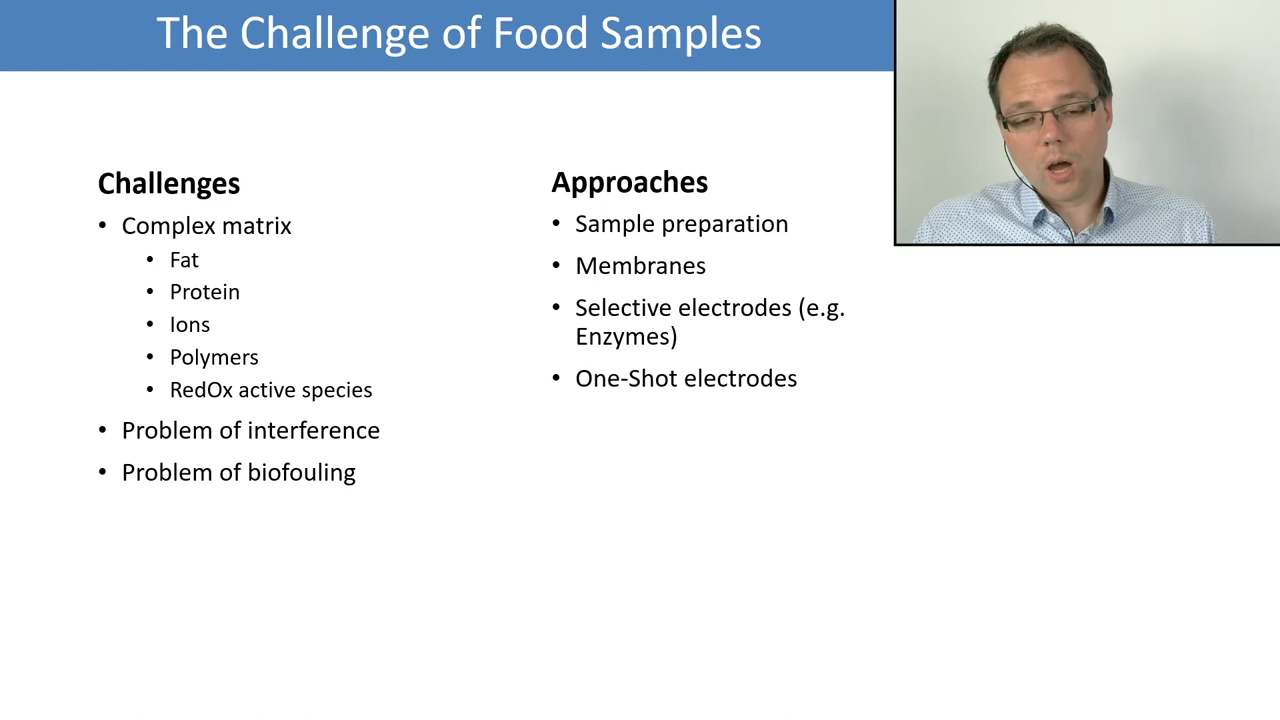 The Challenge of Food Samples
Challenges
• Complex matrix
• Fat
• Protein
• Ions
• Polymers
• RedOx active species
• Problem of interference
• Problem of biofouling
Approaches
• Sample preparation
• Membranes
• Selective electrodes (e.g.
Enzymes)
• One-Shot electrodes